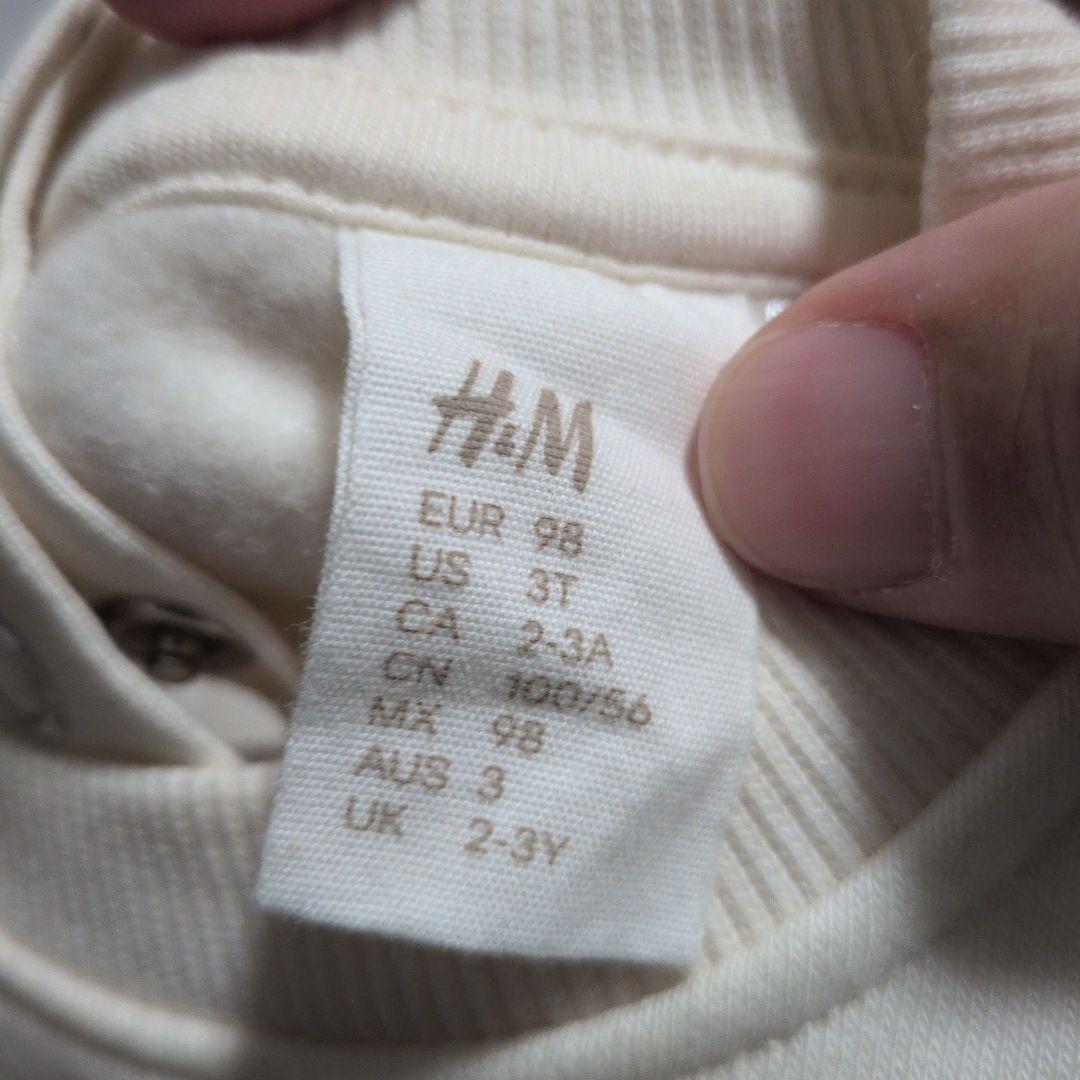 H&M
EUR 98
US 3T
CA 2-3A
CN 100/56
MX 98
AUS 3
UK 2-3Y